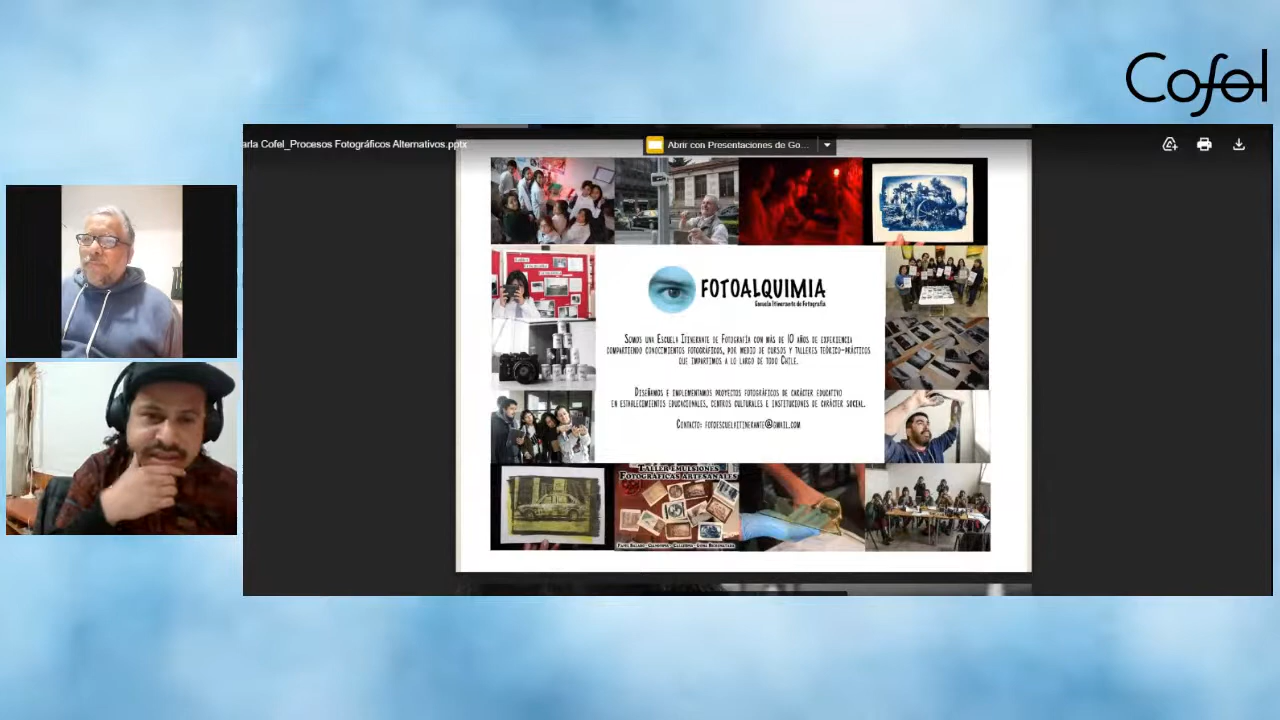 Cofol
arla Cofel_Procesos Fotográficos Alternativos.pptx
Abrir con Presentaciones de Go...
FOTOALQUIMIA
Escuela Itinerante de Fotografía
Somos una Escuela Itinerante de Fotografía con más de 10 años de experiencia
compartiendo conocimientos fotográficos, por medio de cursos y talleres teórico-prácticos
que impartimos a lo largo de todo Chile.
Diseñamos e implementamos proyectos fotográficos de carácter educativo
en establecimientos educacionales, centros culturales e instituciones de carácter social.
Contacto: fotoescuelaitinerante@gmail.com
Taller Emulsiones
Fotográficas Artesanales